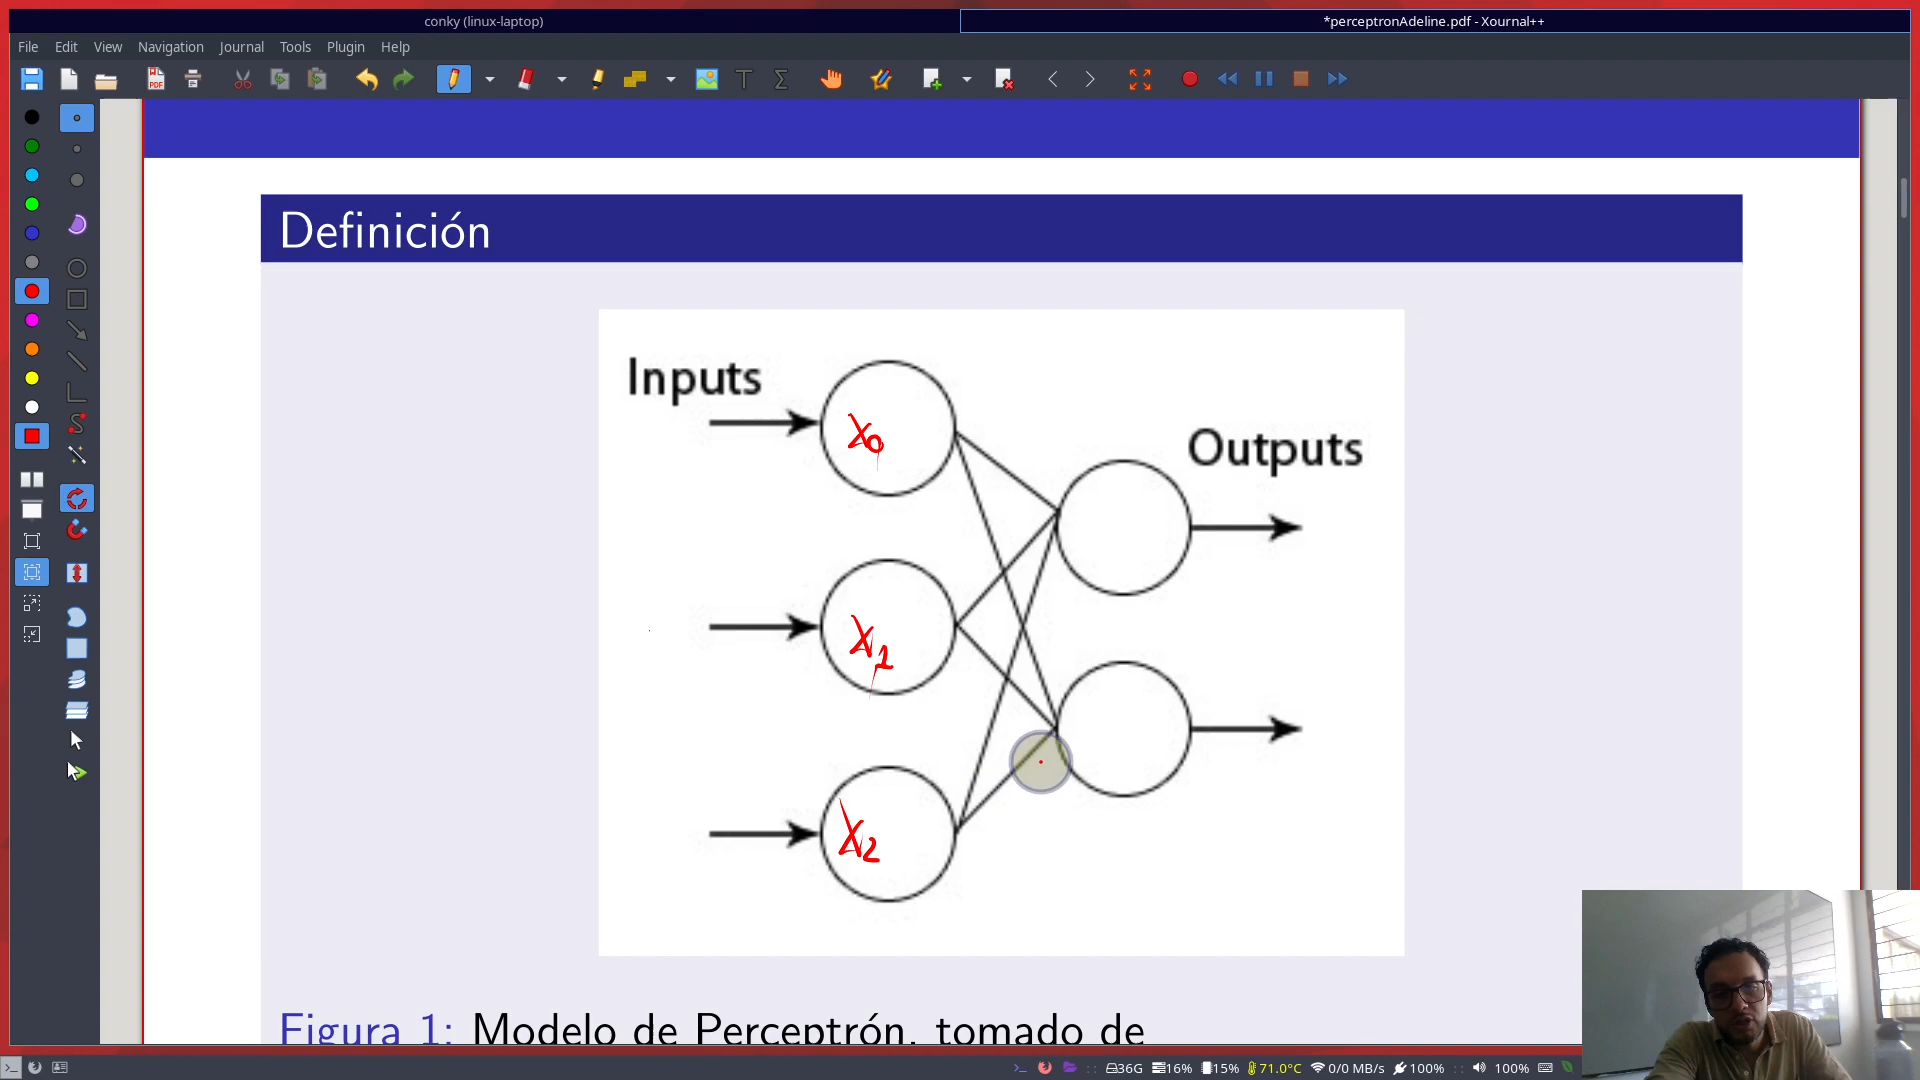 conky (linux-laptop)
*perceptronAdeline.pdf - Xournal++
File Edit View Navigation Journal Tools Plugin Help
Definición
Inputs
X0
Outputs
X1
X2
Figura 1: Modelo de Perceptrón, tomado de
36G 16% 15% 71.0°C 0/0 MB/s 100% 100%